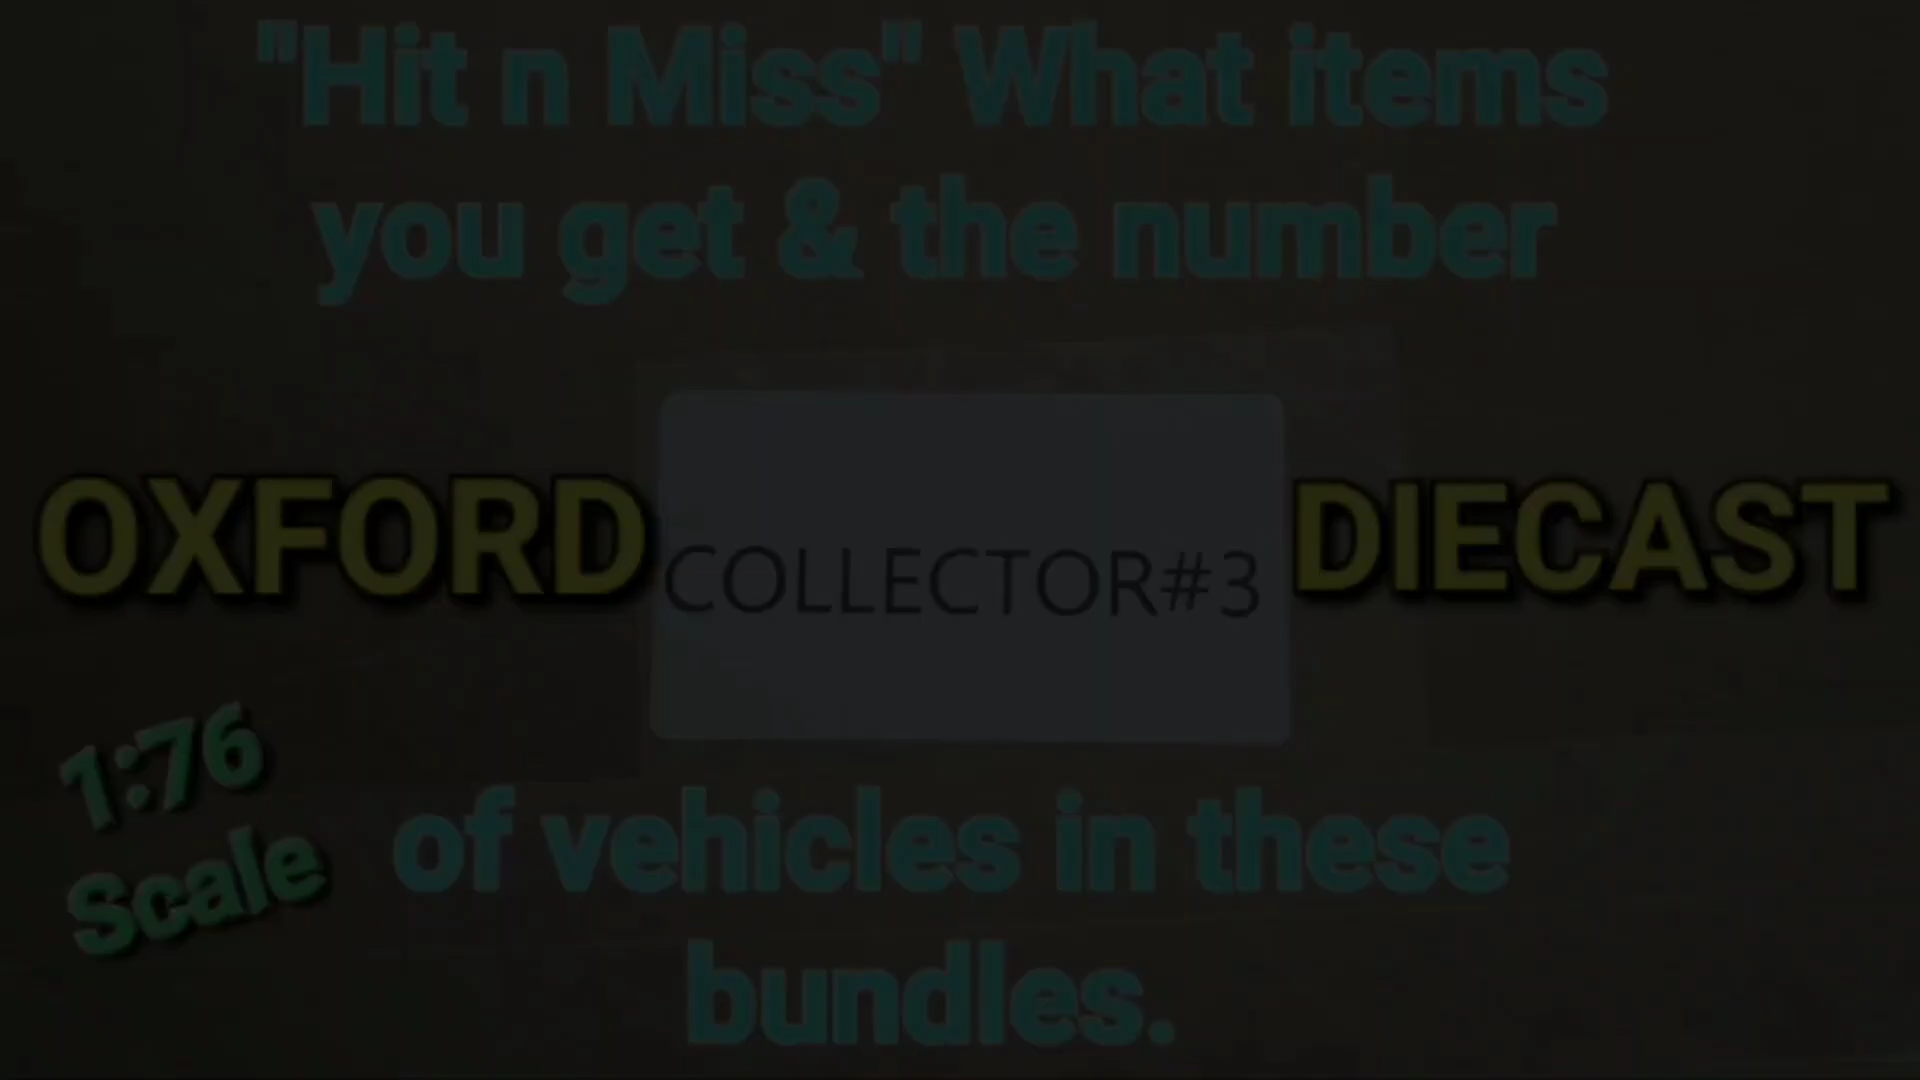 "Hit n Miss" What items
you get & the number
OXFORD
COLLECTOR#3
DIECAST
1:76
Scale
of vehicles in these
bundles.